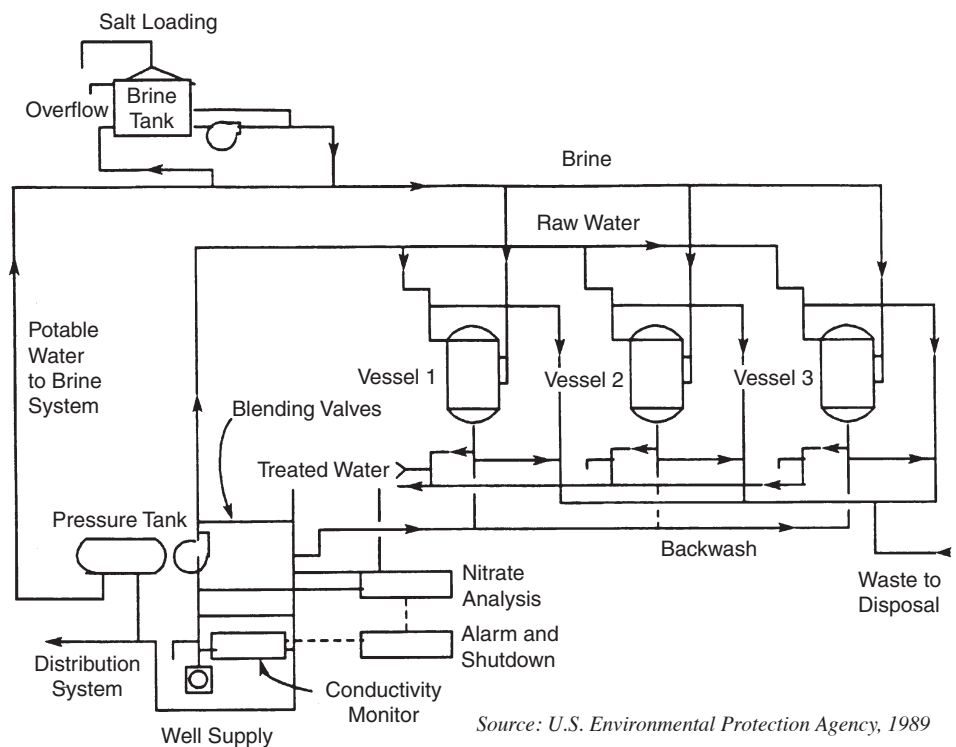 Salt Loading
Overflow
Brine
Tank
Brine
Raw Water
Potable
Water
to Brine
System
Vessel 1
Vessel 2
Vessel 3
Blending Valves
Treated Water
Pressure Tank
Backwash
Nitrate
Analysis
Waste to
Disposal
Alarm and
Shutdown
Distribution
System
Conductivity
Monitor
Well Supply
Source: U.S. Environmental Protection Agency, 1989